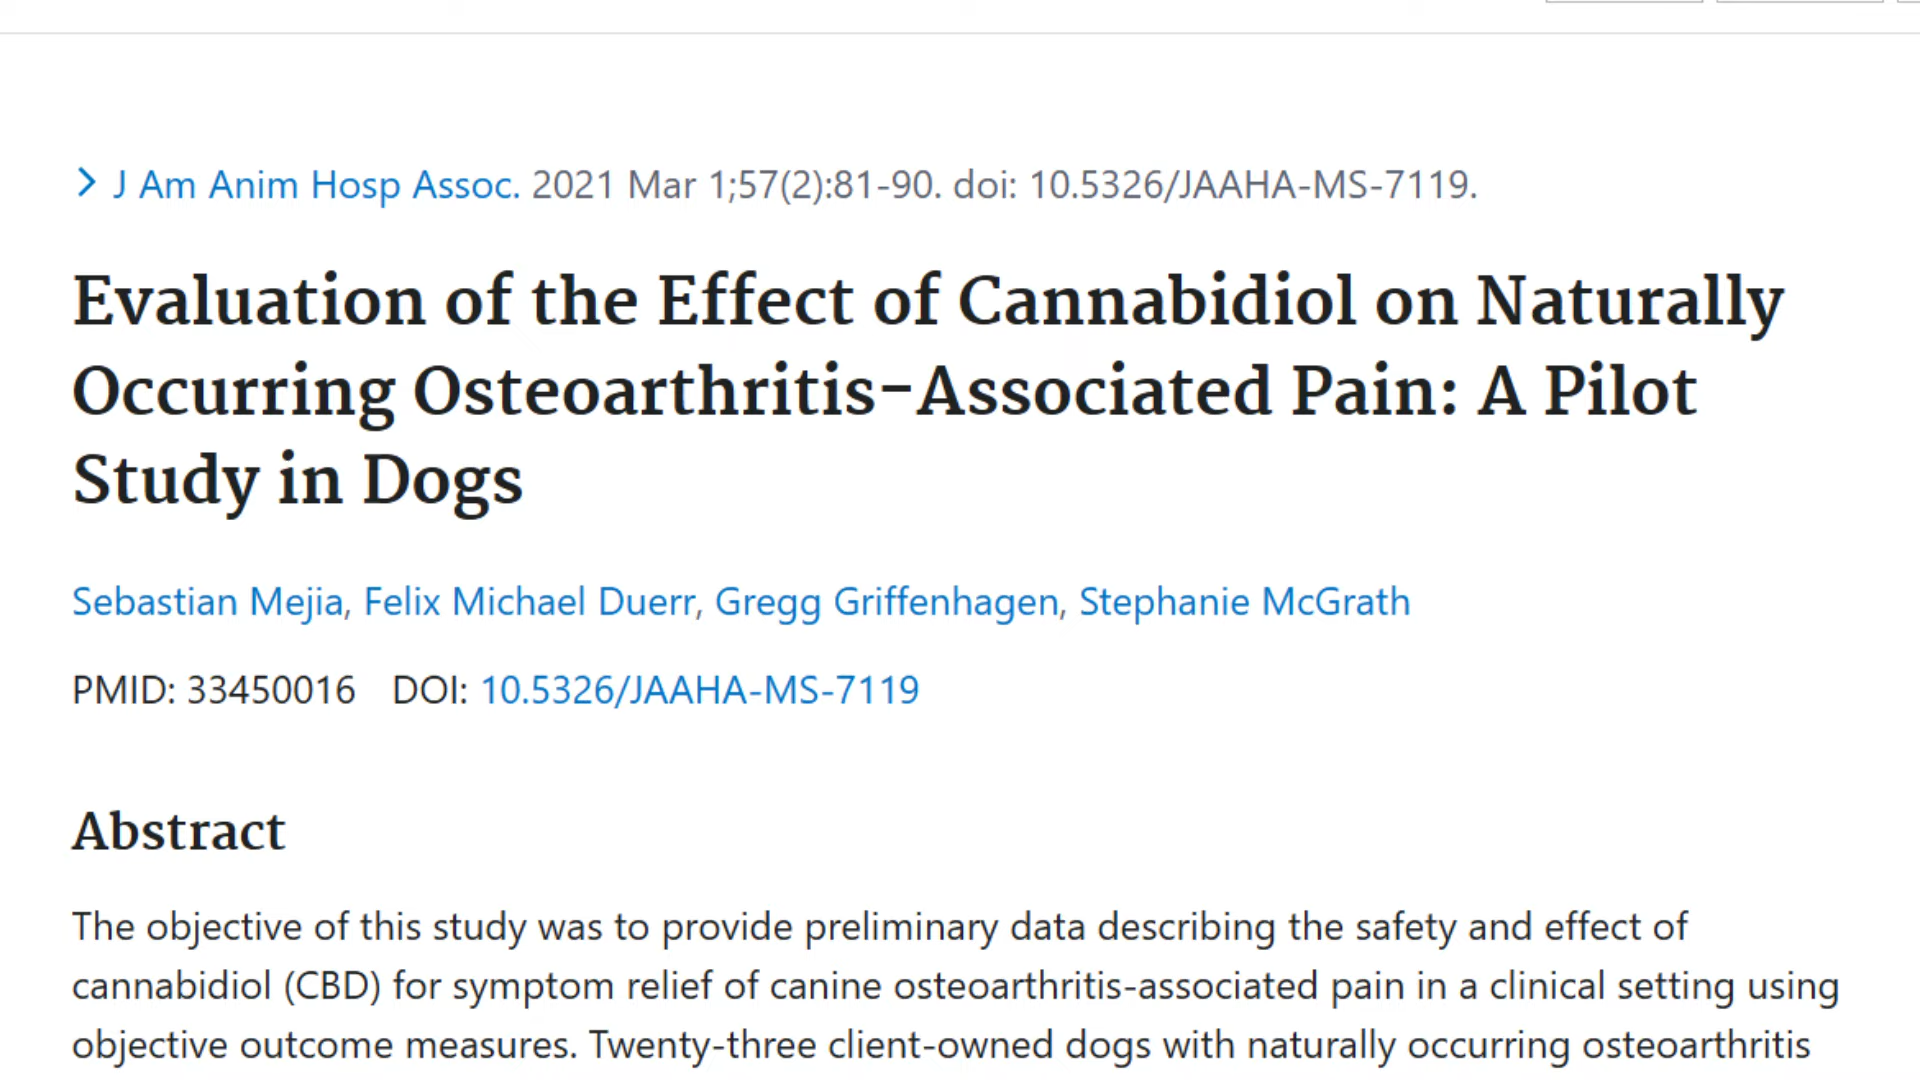 J Am Anim Hosp Assoc. 2021 Mar 1;57(2):81-90. doi: 10.5326/JAAHA-MS-7119.
Evaluation of the Effect of Cannabidiol on Naturally
Occurring Osteoarthritis-Associated Pain: A Pilot
Study in Dogs
Sebastian Mejia, Felix Michael Duerr, Gregg Griffenhagen, Stephanie McGrath
PMID: 33450016 DOI: 10.5326/JAAHA-MS-7119
Abstract
The objective of this study was to provide preliminary data describing the safety and effect of
cannabidiol (CBD) for symptom relief of canine osteoarthritis-associated pain in a clinical setting using
objective outcome measures. Twenty-three client-owned dogs with naturally occurring osteoarthritis